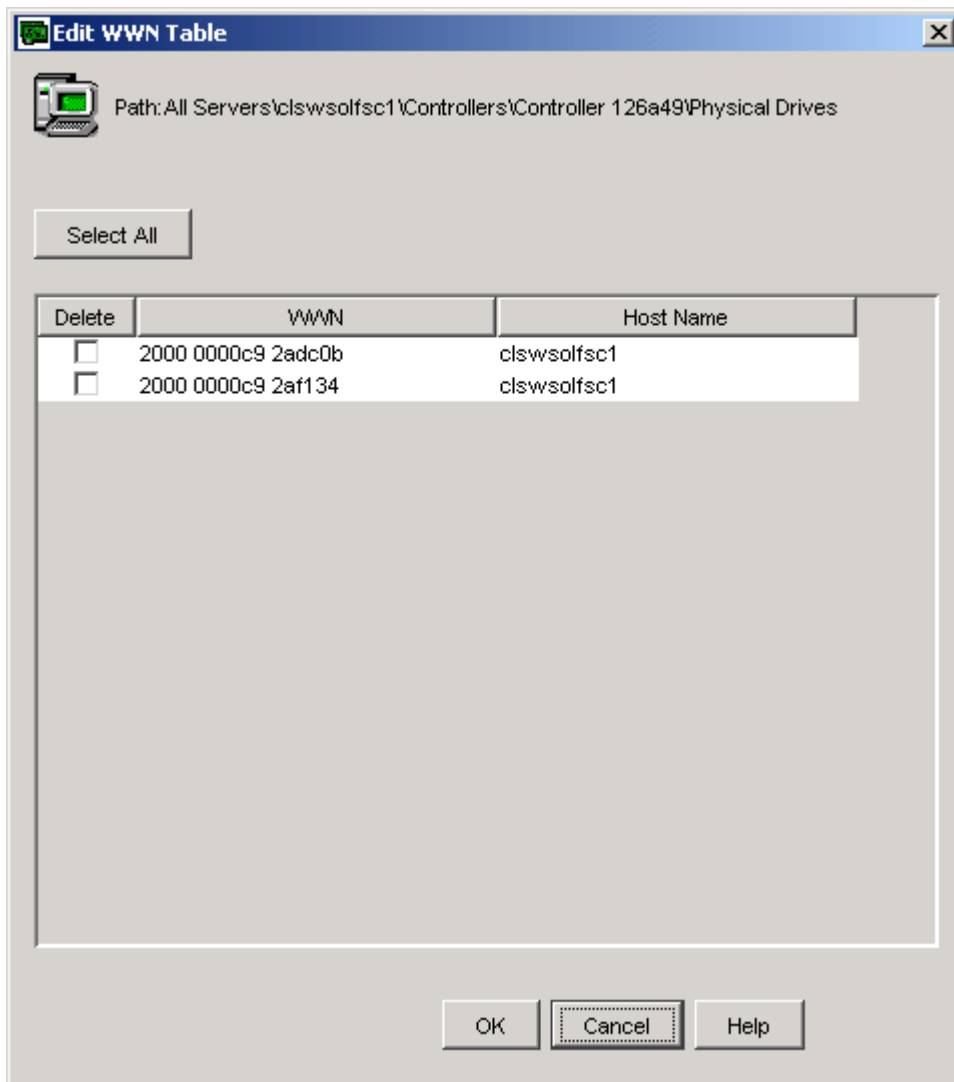 Edit WWN Table
Path:All Servers\clswsolfsc1\Controllers\Controller 126a49\Physical Drives
Select All
Delete WWN Host Name
2000 0000c9 2adc0b clswsolfsc1
2000 0000c9 2af134 clswsolfsc1
OK Cancel Help